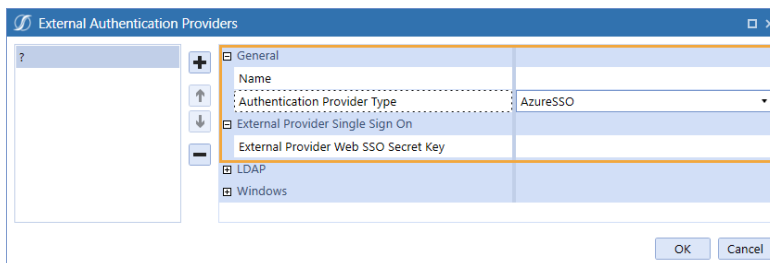 External Authentication Providers
?
General
Name
Authentication Provider Type AzureSSO
External Provider Single Sign On
External Provider Web SSO Secret Key
LDAP
Windows
OK Cancel